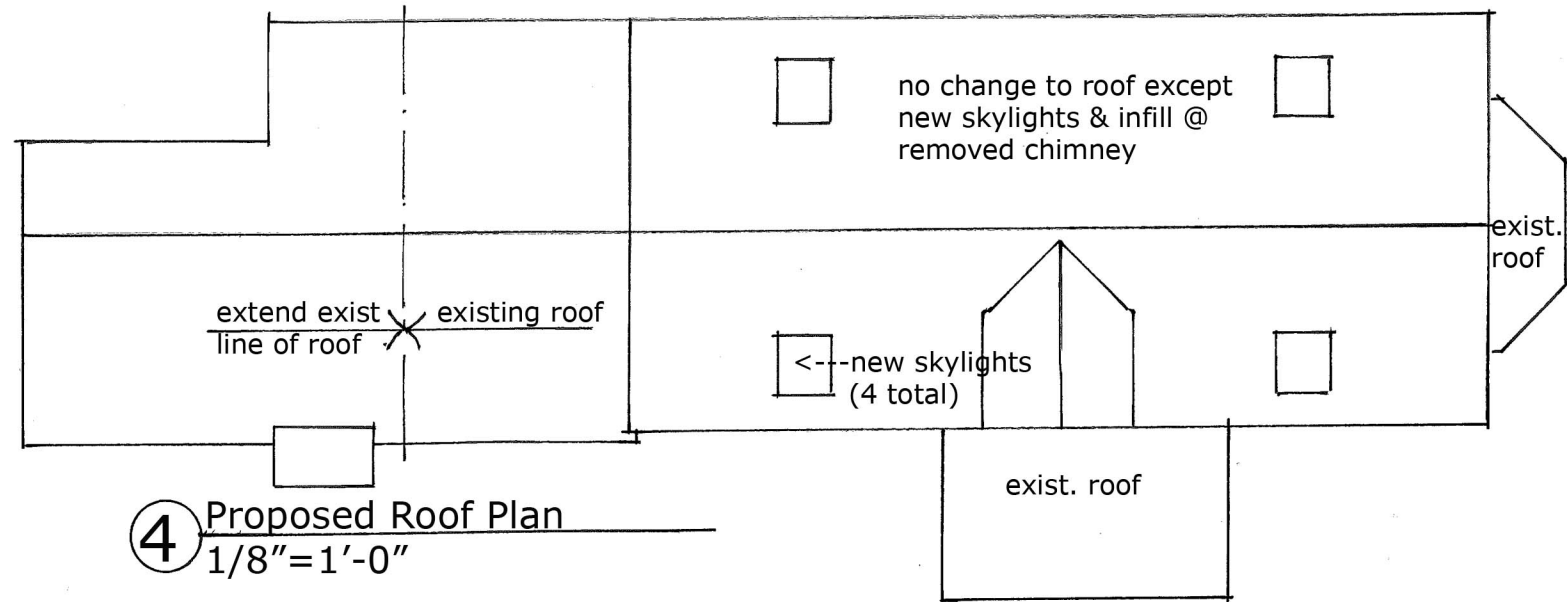 no change to roof except
new skylights & infill @
removed chimney
exist.
roof
extend exist
line of roof
existing roof
<---new skylights
(4 total)
exist. roof
4
Proposed Roof Plan
1/8"=1'-0"